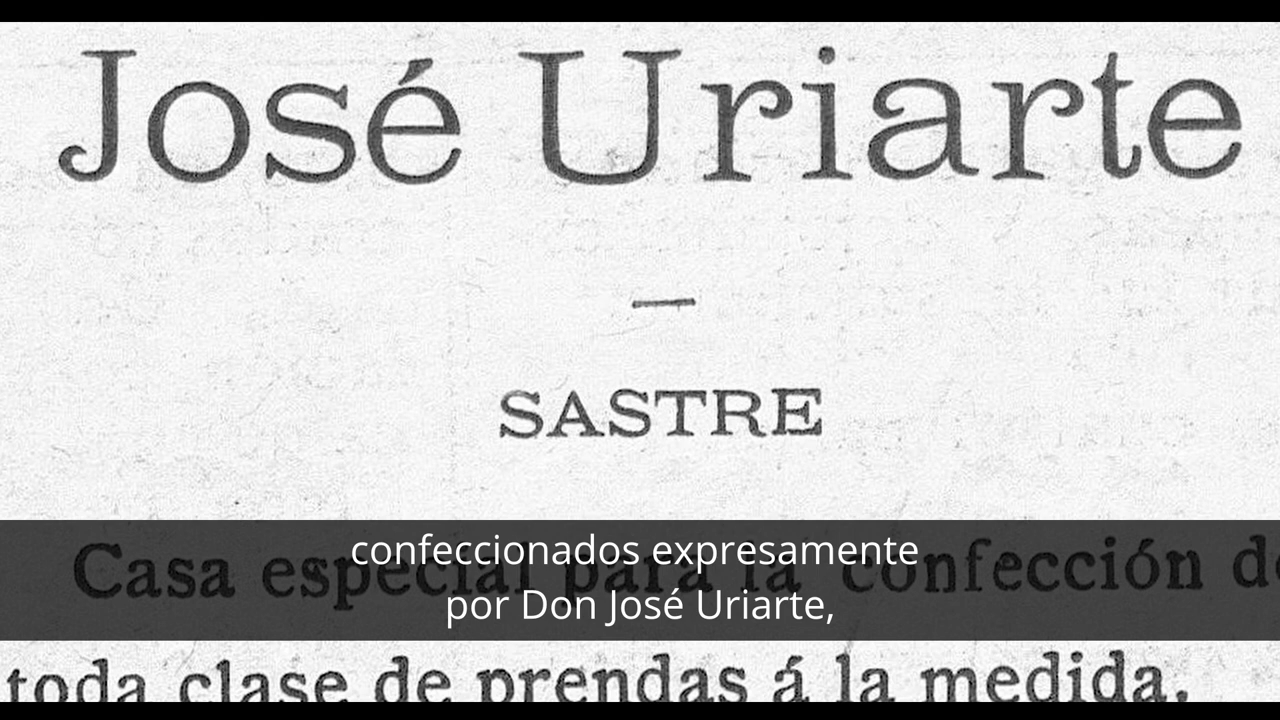 José Uriarte
—
SASTRE
Casa especial para la confección de
confeccionados expresamente
por Don José Uriarte,
toda clase de prendas á la medida.